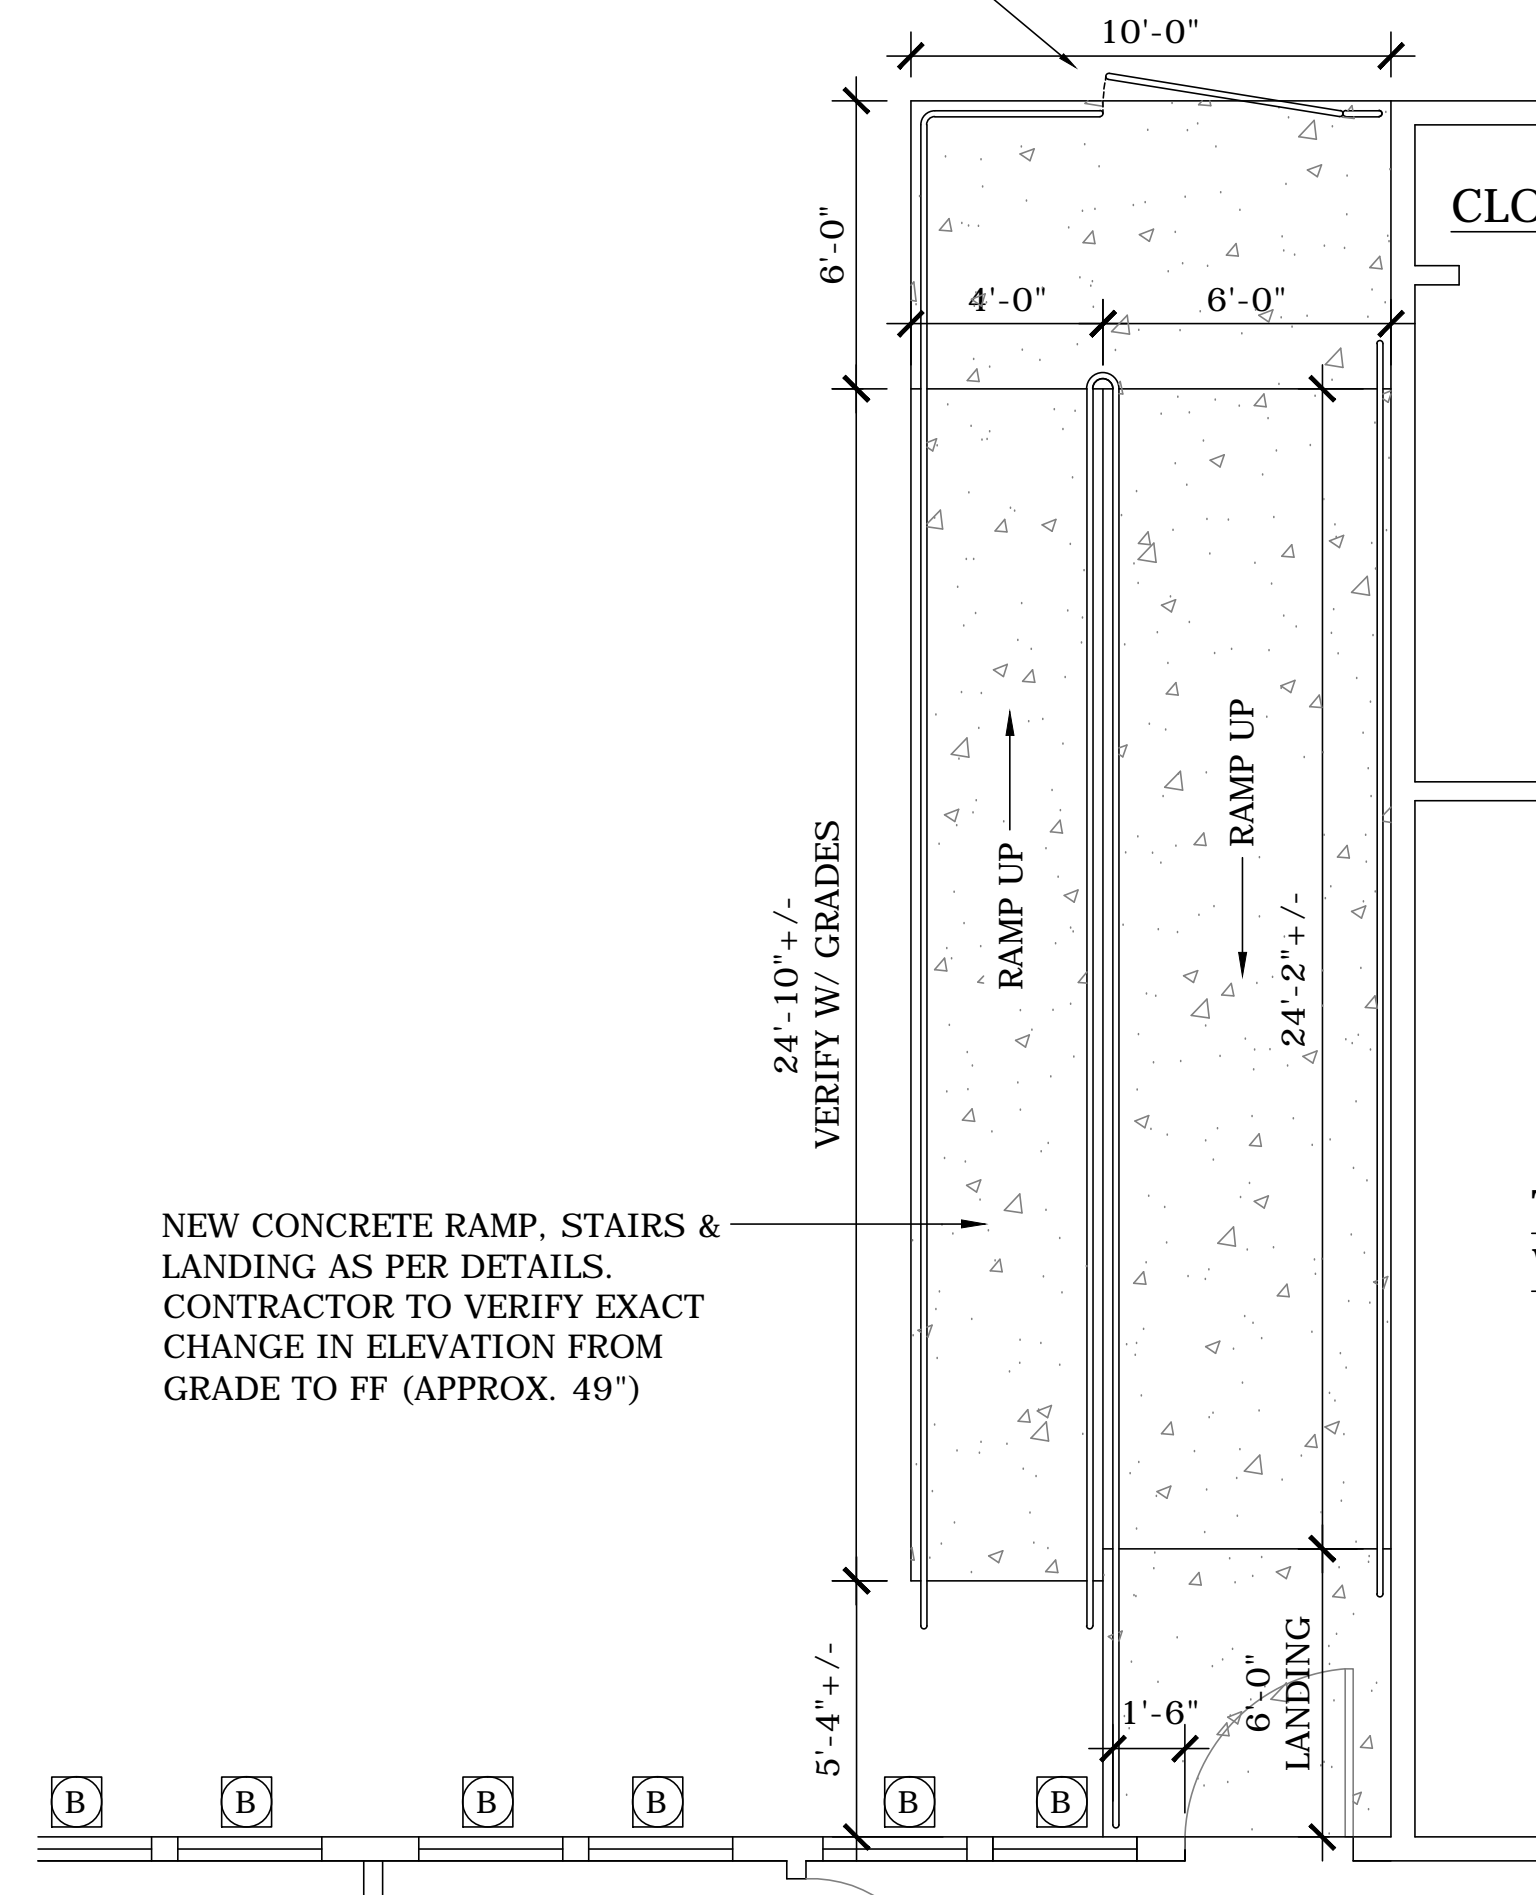 10'-0"
6'-0"
CLO
4'-0"
6'-0"
RAMP UP
RAMP UP
24'-10"+/-
VERIFY W/ GRADES
24'-2"+/-
NEW CONCRETE RAMP, STAIRS &
LANDING AS PER DETAILS.
CONTRACTOR TO VERIFY EXACT
CHANGE IN ELEVATION FROM
GRADE TO FF (APPROX. 49")
5'-4"+/-
1'-6"
6'-0"
LANDING
B
B
B
B
B
B